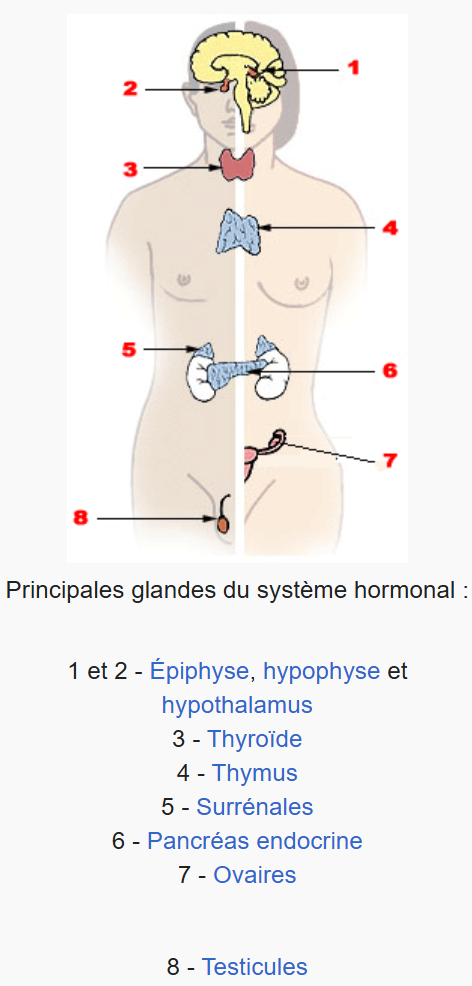 1
2
3
4
5
6
7
8
Principales glandes du système hormonal :
1 et 2 - Épiphyse, hypophyse et
hypothalamus
3 - Thyroïde
4 - Thymus
5 - Surrénales
6 - Pancréas endocrine
7 - Ovaires
8 - Testicules